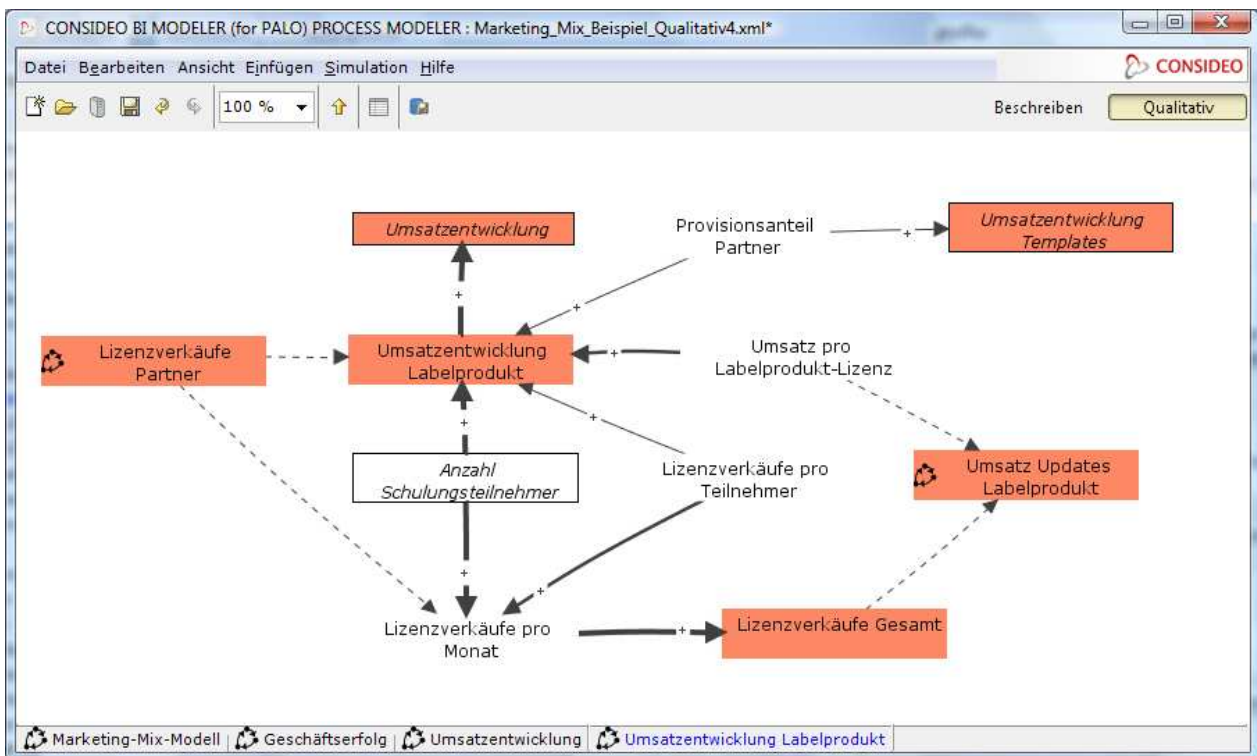 CONSIDEO BI MODELER (for PALO) PROCESS MODELER : Marketing_Mix_Beispiel_Qualitativ4.xml*
Datei Bearbeiten Ansicht Einfügen Simulation Hilfe
CONSIDEO
100 %
Beschreiben
Qualitativ
Umsatzentwicklung
Provisionsanteil
Partner
Umsatzentwicklung
Templates
+
+
+
Lizenzverkäufe
Partner
Umsatzentwicklung
Labelprodukt
+
Umsatz pro
Labelprodukt-Lizenz
+
+
Anzahl
Schulungsteilnehmer
Lizenzverkäufe pro
Teilnehmer
Umsatz Updates
Labelprodukt
+
+
Lizenzverkäufe pro
Monat
+
Lizenzverkäufe Gesamt
Marketing-Mix-Modell
Geschäftserfolg
Umsatzentwicklung
Umsatzentwicklung Labelprodukt